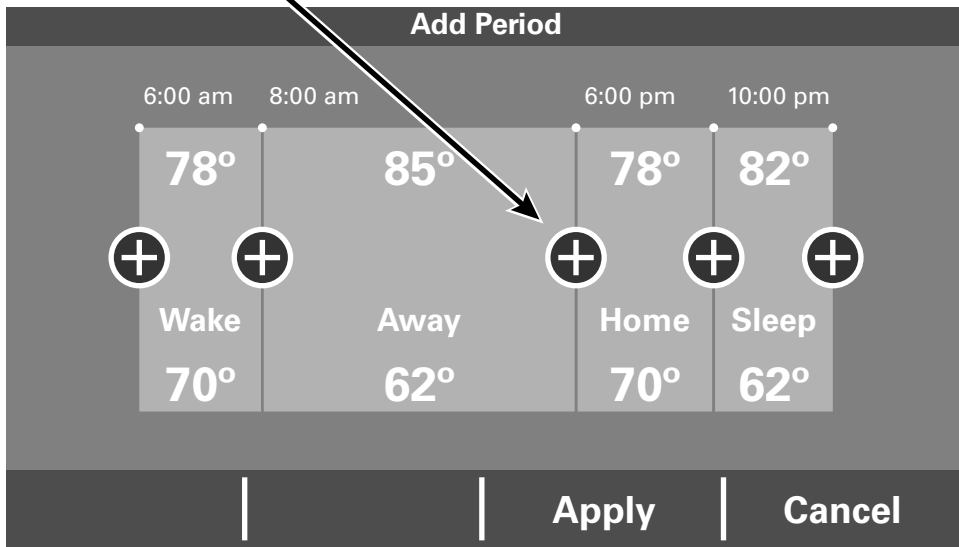 Add Period
6:00 am 8:00 am 6:00 pm 10:00 pm
78º 85º 78º 82º
Wake Away Home Sleep
70º 62º 70º 62º
Apply Cancel